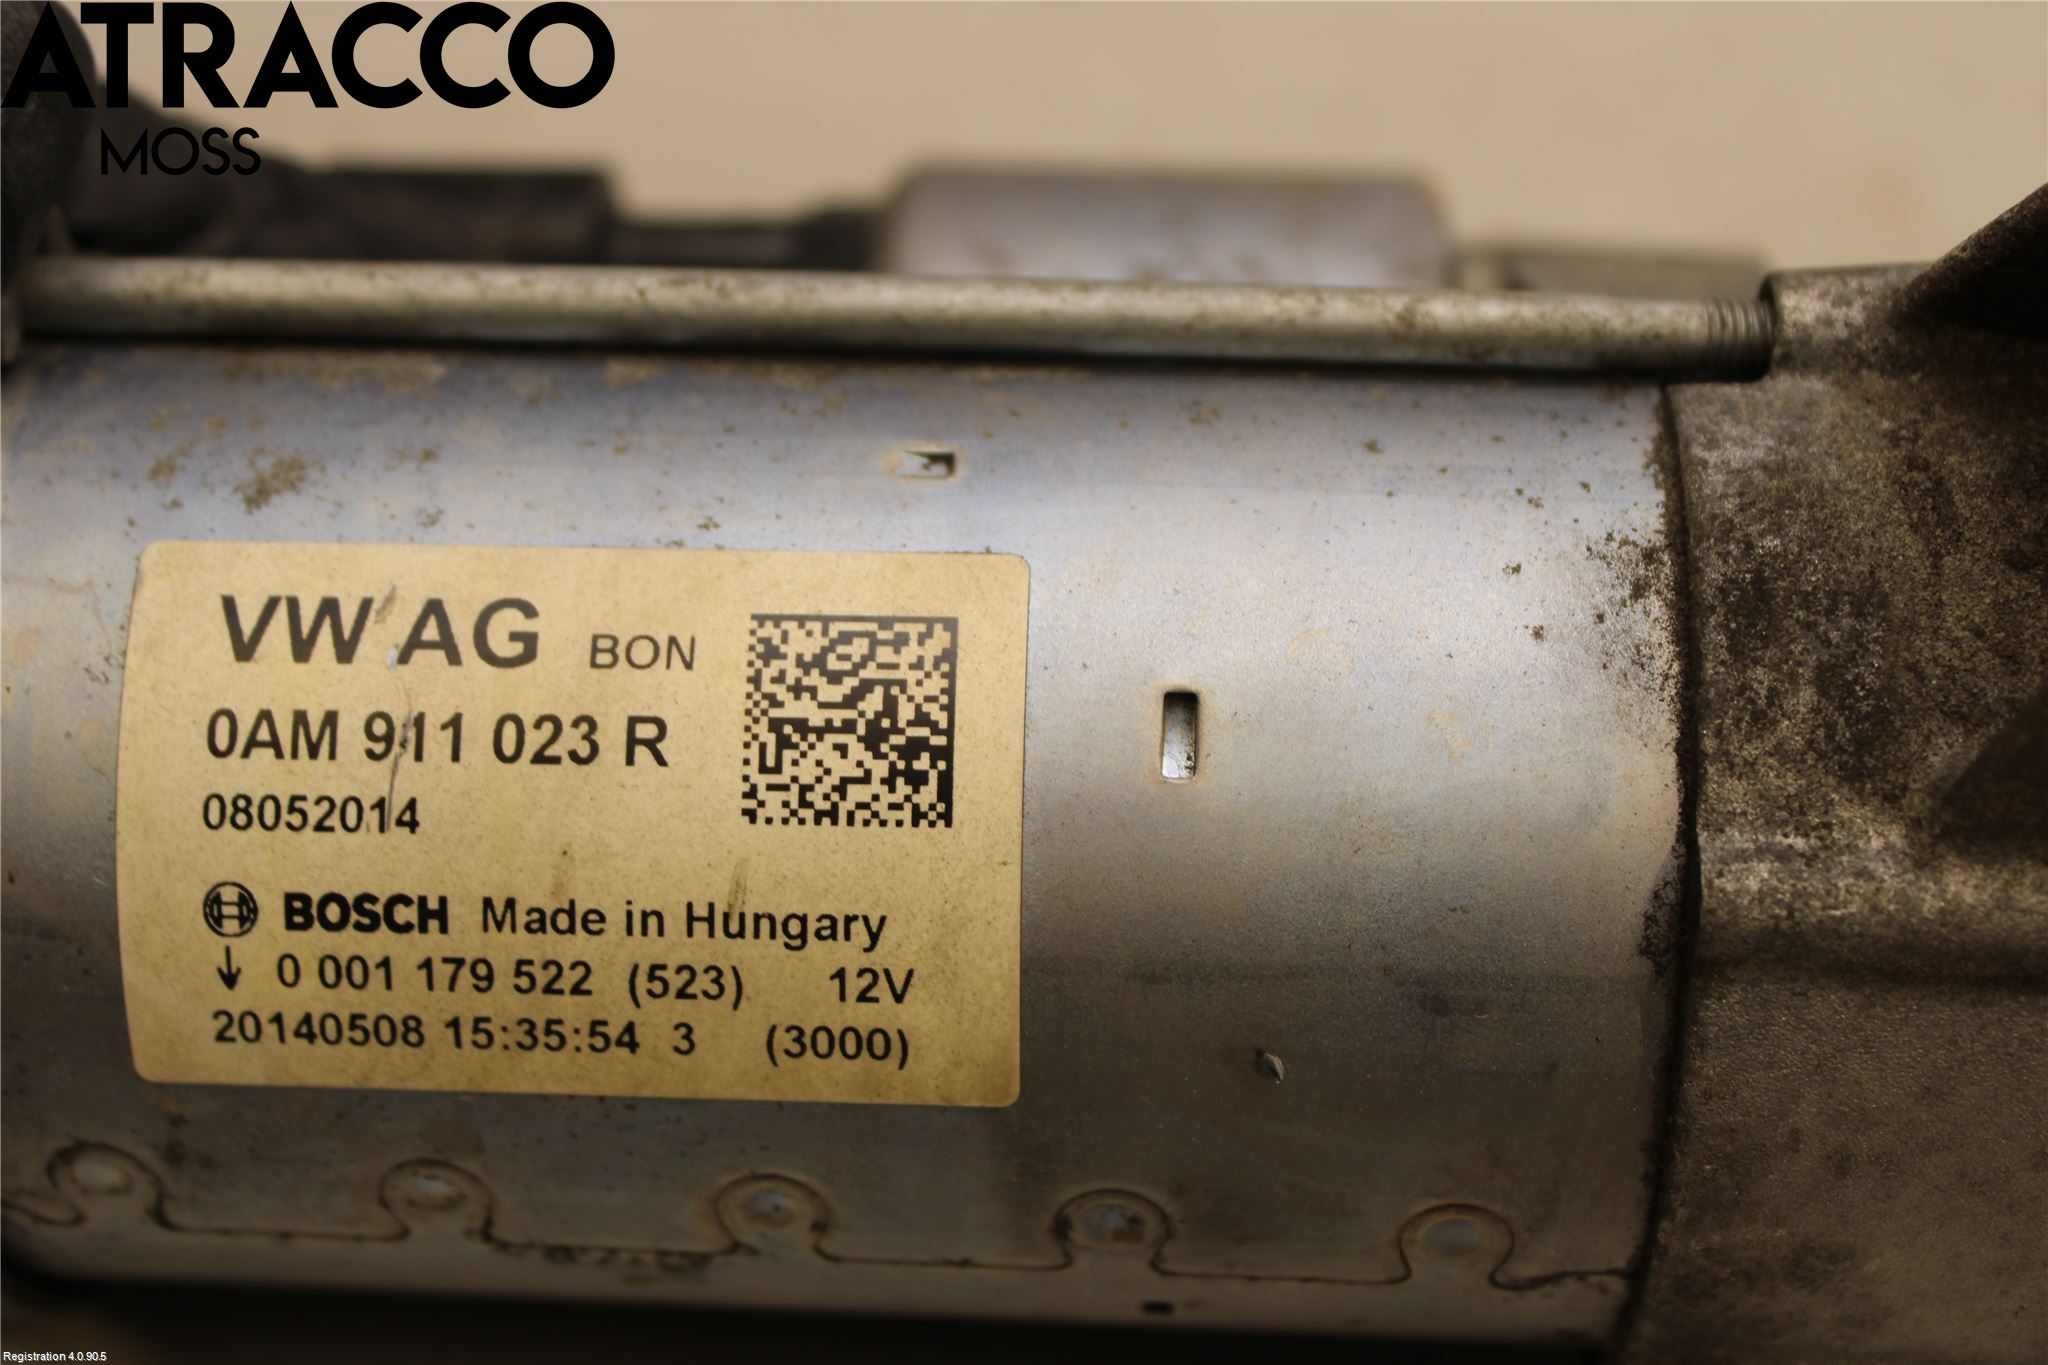 ATRACCO
MOSS
VW AG BON
0AM 911 023 R
08052014
BOSCH Made in Hungary
↓ 0 001 179 522 (523) 12V
20140508 15:35:54 3 (3000)
Registration 4.0.90.5